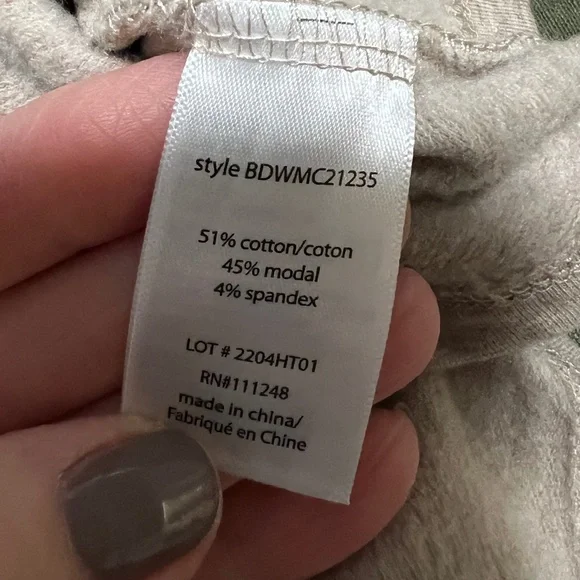 style BDWMC21235
51% cotton/coton
45% modal
4% spandex
LOT # 2204HT01
RN#111248
made in china/
Fabriqué en Chine